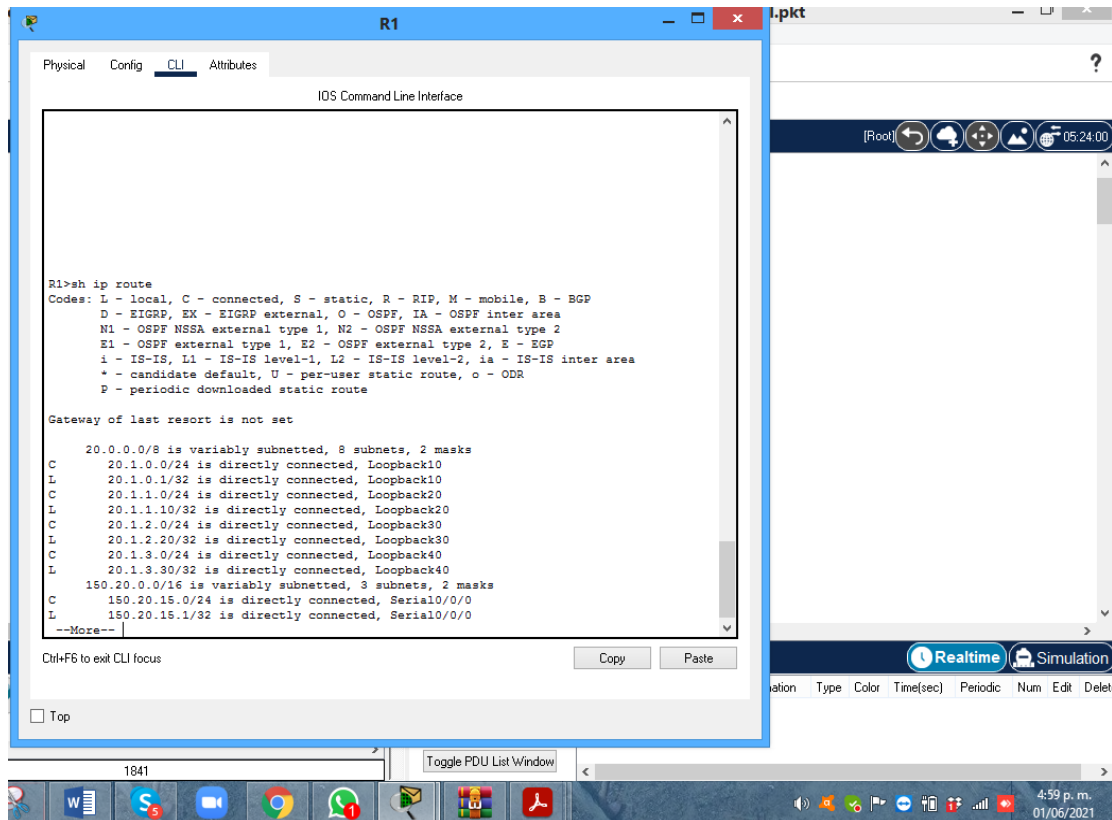 R1
l.pkt
Physical Config CLI Attributes
?
IOS Command Line Interface
[Root] 05:24:00
R1>sh ip route
Codes: L - local, C - connected, S - static, R - RIP, M - mobile, B - BGP
D - EIGRP, EX - EIGRP external, O - OSPF, IA - OSPF inter area
N1 - OSPF NSSA external type 1, N2 - OSPF NSSA external type 2
E1 - OSPF external type 1, E2 - OSPF external type 2, E - EGP
i - IS-IS, L1 - IS-IS level-1, L2 - IS-IS level-2, ia - IS-IS inter area
* - candidate default, U - per-user static route, o - ODR
P - periodic downloaded static route
Gateway of last resort is not set
20.0.0.0/8 is variably subnetted, 8 subnets, 2 masks
C 20.1.0.0/24 is directly connected, Loopback10
L 20.1.0.1/32 is directly connected, Loopback10
C 20.1.1.0/24 is directly connected, Loopback20
L 20.1.1.10/32 is directly connected, Loopback20
C 20.1.2.0/24 is directly connected, Loopback30
L 20.1.2.20/32 is directly connected, Loopback30
C 20.1.3.0/24 is directly connected, Loopback40
L 20.1.3.30/32 is directly connected, Loopback40
150.20.0.0/16 is variably subnetted, 3 subnets, 2 masks
C 150.20.15.0/24 is directly connected, Serial0/0/0
L 150.20.15.1/32 is directly connected, Serial0/0/0
--More--
Ctrl+F6 to exit CLI focus Copy Paste
Realtime Simulation
ation Type Color Time(sec) Periodic Num Edit Delet
Top
Toggle PDU List Window
1841
4:59 p. m.
01/06/2021